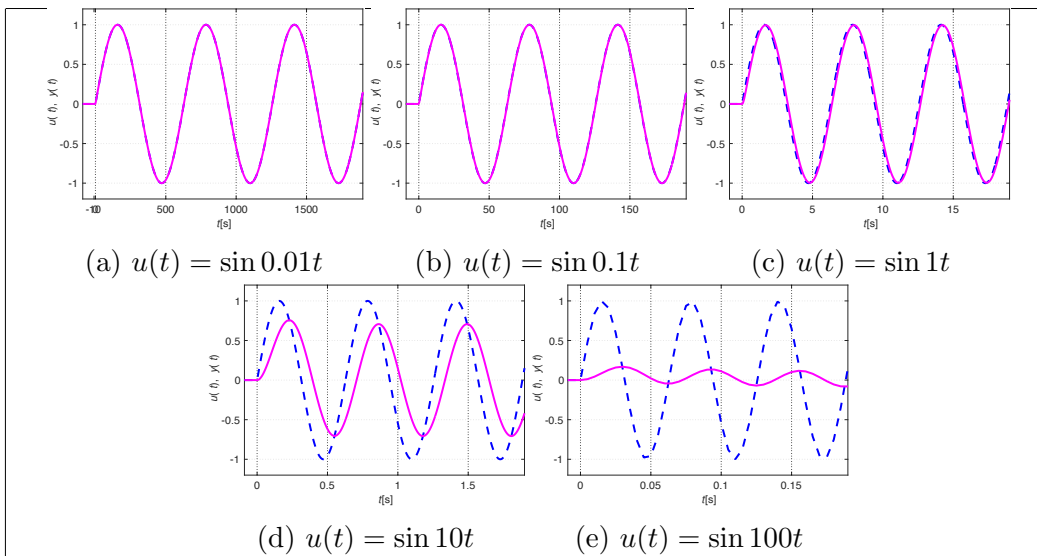 1
0.5
0
-0.5
-1
u( t), y( t)
-10 0 500 1000 1500
t[s]
(a) u(t) = sin 0.01t
1
0.5
0
-0.5
-1
u( t), y( t)
0 50 100 150
t[s]
(b) u(t) = sin 0.1t
1
0.5
0
-0.5
-1
u( t), y( t)
0 5 10 15
t[s]
(c) u(t) = sin 1t
1
0.5
0
-0.5
-1
u( t), y( t)
0 0.5 1 1.5
t[s]
(d) u(t) = sin 10t
1
0.5
0
-0.5
-1
u( t), y( t)
0 0.05 0.1 0.15
t[s]
(e) u(t) = sin 100t